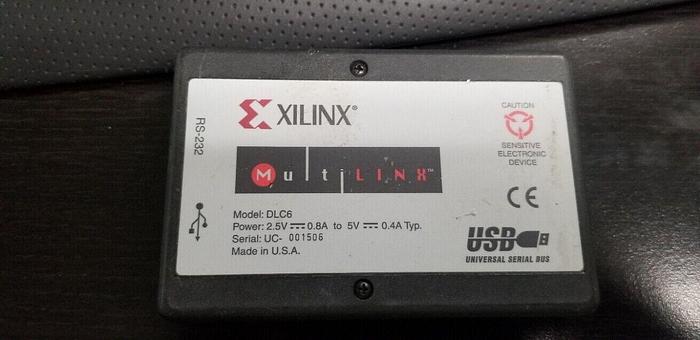 RS-232
XILINX®
MultiLINX™
Model: DLC6
Power: 2.5V⎓0.8A to 5V⎓0.4A Typ.
Serial: UC- 001506
Made in U.S.A.
CAUTION
SENSITIVE
ELECTRONIC
DEVICE
CE
USB
UNIVERSAL SERIAL BUS